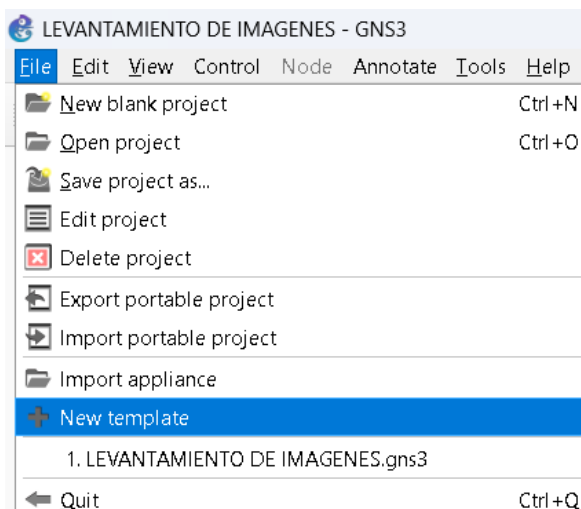 LEVANTAMIENTO DE IMAGENES - GNS3
File Edit View Control Node Annotate Tools Help
New blank project Ctrl+N
Open project Ctrl+O
Save project as...
Edit project
Delete project
Export portable project
Import portable project
Import appliance
New template
1. LEVANTAMIENTO DE IMAGENES.gns3
Quit Ctrl+Q